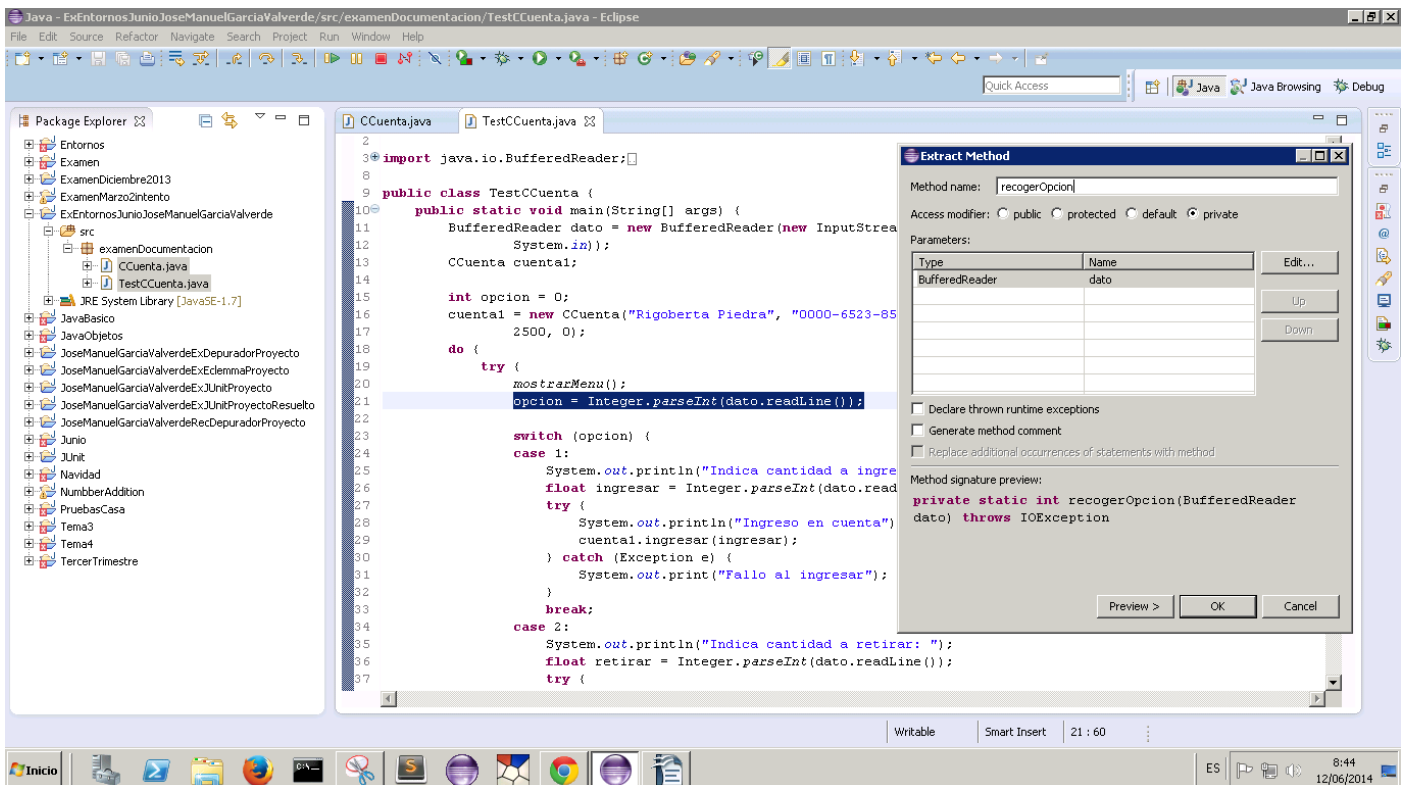 Java - ExEntornosJunioJoseManuelGarciaValverde/src/examenDocumentacion/TestCCuenta.java - Eclipse
File Edit Source Refactor Navigate Search Project Run Window Help
Quick Access
Java
Java Browsing
Debug
Package Explorer
Entornos
Examen
ExamenDiciembre2013
ExamenMarzo2intento
ExEntornosJunioJoseManuelGarciaValverde
src
examenDocumentacion
CCuenta.java
TestCCuenta.java
JRE System Library [JavaSE-1.7]
JavaBasico
JavaObjetos
JoseManuelGarciaValverdeExDepuradorProyecto
JoseManuelGarciaValverdeExEclemmaProyecto
JoseManuelGarciaValverdeExJUnitProyecto
JoseManuelGarciaValverdeExJUnitProyectoResuelto
JoseManuelGarciaValverdeRecDepuradorProyecto
Junio
JUnit
Navidad
NumbberAddition
PruebasCasa
Tema3
Tema4
TercerTrimestre
CCuenta.java
TestCCuenta.java
2
3 import java.io.BufferedReader;
8
9 public class TestCCuenta {
10 public static void main(String[] args) {
11 BufferedReader dato = new BufferedReader(new InputStrea
12 System.in));
13 CCuenta cuenta1;
14
15 int opcion = 0;
16 cuenta1 = new CCuenta("Rigoberta Piedra", "0000-6523-85
17 2500, 0);
18 do {
19 try {
20 mostrarMenu();
21 opcion = Integer.parseInt(dato.readLine());
22
23 switch (opcion) {
24 case 1:
25 System.out.println("Indica cantidad a ingre
26 float ingresar = Integer.parseInt(dato.read
27 try {
28 System.out.println("Ingreso en cuenta")
29 cuenta1.ingresar(ingresar);
30 } catch (Exception e) {
31 System.out.print("Fallo al ingresar");
32 }
33 break;
34 case 2:
35 System.out.println("Indica cantidad a retirar: ");
36 float retirar = Integer.parseInt(dato.readLine());
37 try {
Extract Method
Method name: recogerOpcion
Access modifier: public protected default private
Parameters:
Type Name
BufferedReader dato
Edit...
Up
Down
Declare thrown runtime exceptions
Generate method comment
Replace additional occurrences of statements with method
Method signature preview:
private static int recogerOpcion(BufferedReader
dato) throws IOException
Preview > OK Cancel
Writable Smart Insert 21 : 60
Inicio
ES
8:44
12/06/2014